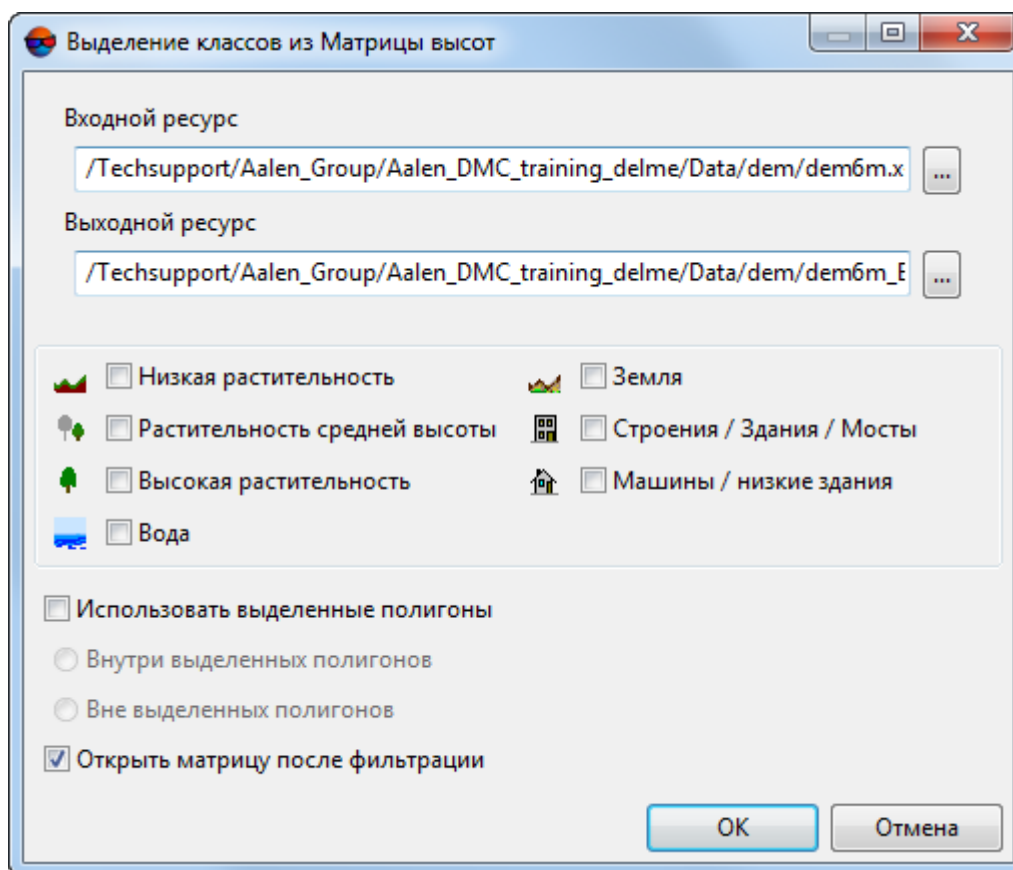 Выделение классов из Матрицы высот
Входной ресурс
/Techsupport/Aalen_Group/Aalen_DMC_training_delme/Data/dem/dem6m.x
...
Выходной ресурс
/Techsupport/Aalen_Group/Aalen_DMC_training_delme/Data/dem/dem6m_E
...
Низкая растительность
Земля
Растительность средней высоты
Строения / Здания / Мосты
Высокая растительность
Машины / низкие здания
Вода
Использовать выделенные полигоны
Внутри выделенных полигонов
Вне выделенных полигонов
Открыть матрицу после фильтрации
ОК
Отмена